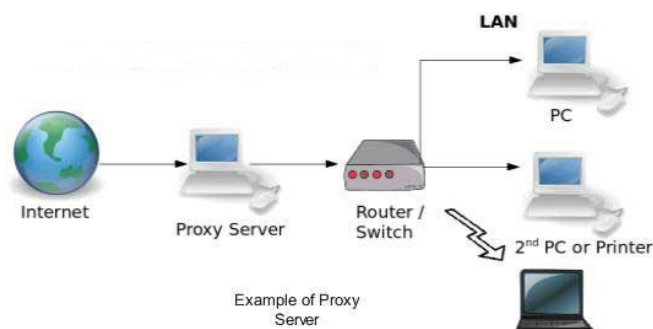 LAN
PC
Internet
Proxy Server
Router /
Switch
2nd PC or Printer
Example of Proxy
Server